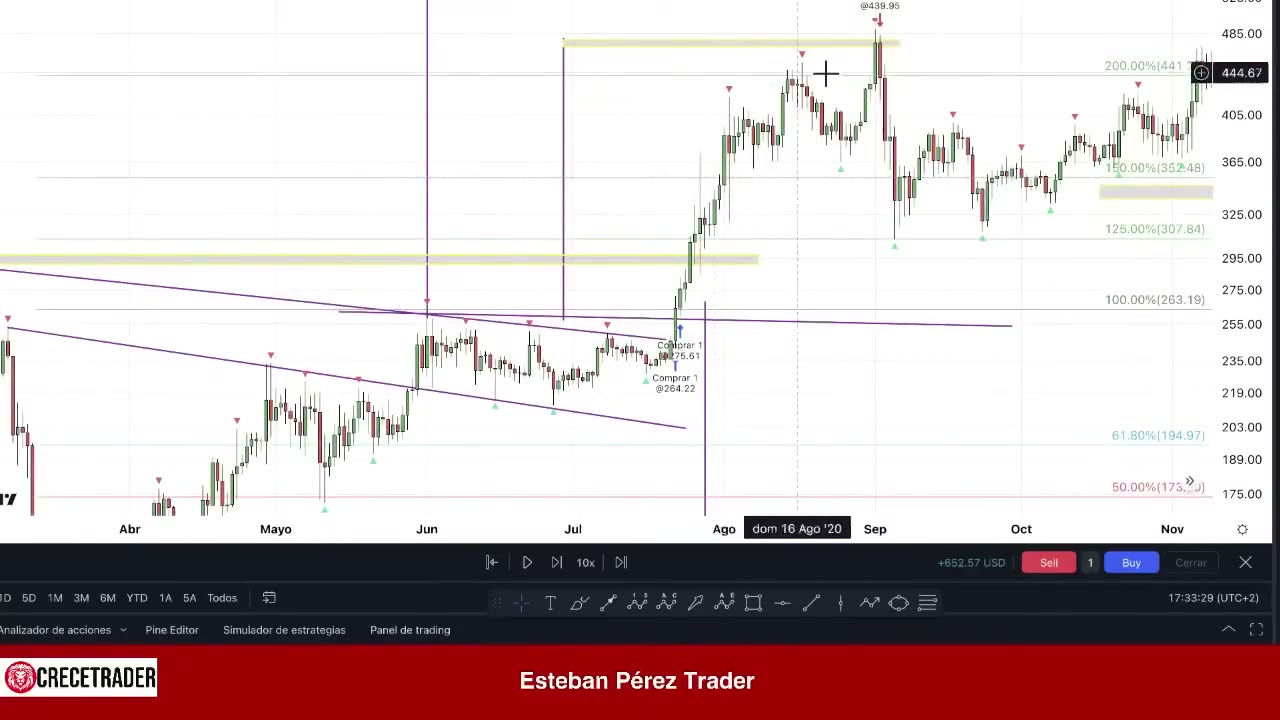 @439.95
485.00
200.00%(441
444.67
405.00
365.00
150.00%(352.48)
325.00
125.00%(307.84)
295.00
275.00
100.00%(263.19)
255.00
Comprar 1
@275.61
235.00
Comprar 1
@264.22
219.00
203.00
61.80%(194.97)
189.00
50.00%(173.
175.00
Abr Mayo Jun Jul Ago dom 16 Ago '20 Sep Oct Nov
10x +652.57 USD Sell 1 Buy Cerrar
1D 5D 1M 3M 6M YTD 1A 5A Todos 17:33:29 (UTC+2)
Analizador de acciones Pine Editor Simulador de estrategias Panel de trading
CRECETRADER
Esteban Pérez Trader